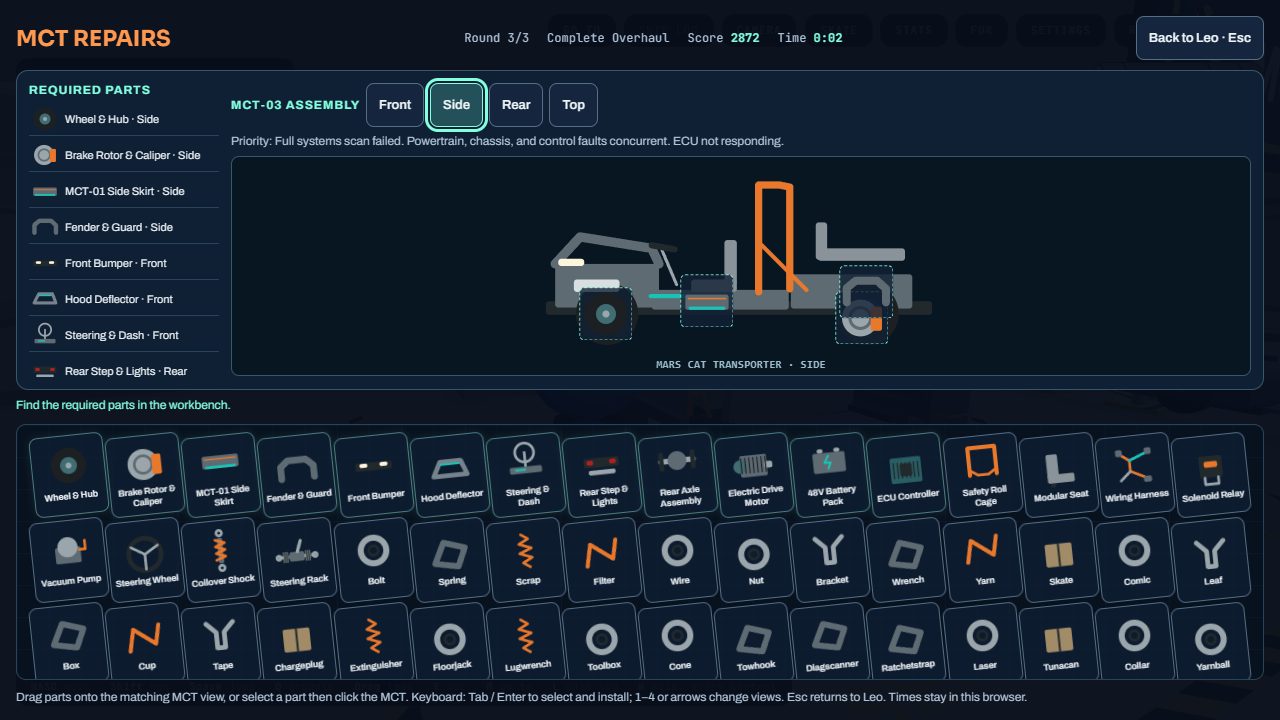 MCT REPAIRS
Round 3/3 Complete Overhaul Score 2872 Time 0:02
Back to Leo · Esc
REQUIRED PARTS
Wheel & Hub · Side
Brake Rotor & Caliper · Side
MCT-01 Side Skirt · Side
Fender & Guard · Side
Front Bumper · Front
Hood Deflector · Front
Steering & Dash · Front
Rear Step & Lights · Rear
MCT-03 ASSEMBLY Front Side Rear Top
Priority: Full systems scan failed. Powertrain, chassis, and control faults concurrent. ECU not responding.
MARS CAT TRANSPORTER · SIDE
Find the required parts in the workbench.
Wheel & Hub
Brake Rotor &
Caliper
MCT-01 Side
Skirt
Fender & Guard
Front Bumper
Hood Deflector
Steering &
Dash
Rear Step &
Lights
Rear Axle
Assembly
Electric Drive
Motor
48V Battery
Pack
ECU Controller
Safety Roll
Cage
Modular Seat
Wiring Harness
Solenoid Relay
Vacuum Pump
Steering Wheel
Coilover Shock
Steering Rack
Bolt
Spring
Scrap
Filter
Wire
Nut
Bracket
Wrench
Yarn
Skate
Comic
Leaf
Box
Cup
Tape
Chargeplug
Extinguisher
Floorjack
Lugwrench
Toolbox
Cone
Towhook
Diagscanner
Ratchetstrap
Laser
Tunacan
Collar
Yarnball
Drag parts onto the matching MCT view, or select a part then click the MCT. Keyboard: Tab / Enter to select and install; 1–4 or arrows change views. Esc returns to Leo. Times stay in this browser.